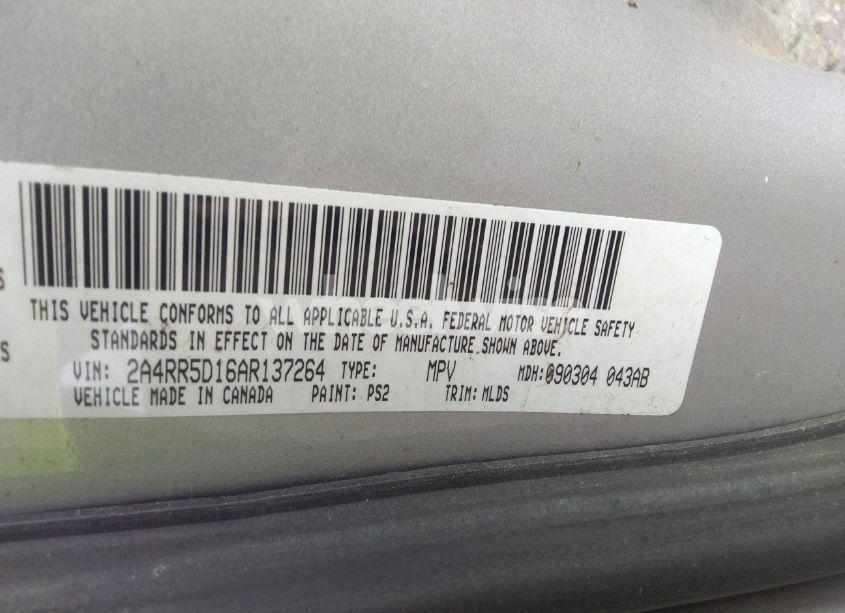 THIS VEHICLE CONFORMS TO ALL APPLICABLE U.S.A. FEDERAL MOTOR VEHICLE SAFETY
STANDARDS IN EFFECT ON THE DATE OF MANUFACTURE SHOWN ABOVE.
VIN: 2A4RR5D16AR137264 TYPE: MPV MDH:090304 043AB
VEHICLE MADE IN CANADA PAINT: PS2 TRIM: MLDS